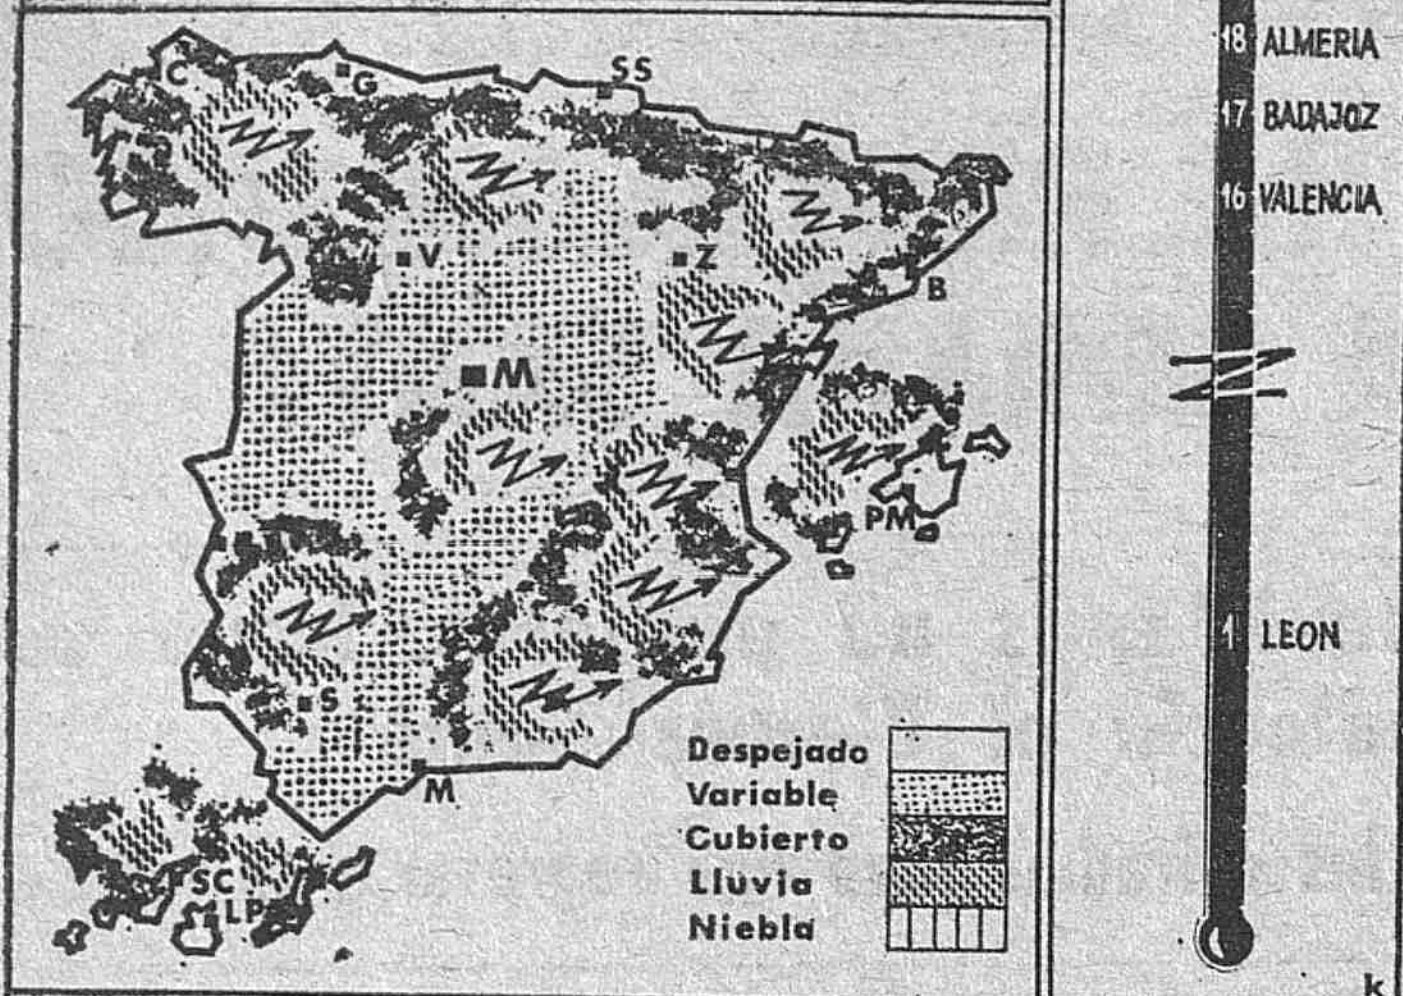 C
G
SS
V
Z
B
M
PM
S
M
SC
LP
Despejado
Variable
Cubierto
Lluvia
Niebla
18 ALMERIA
17 BADAJOZ
16 VALENCIA
1 LEON
k